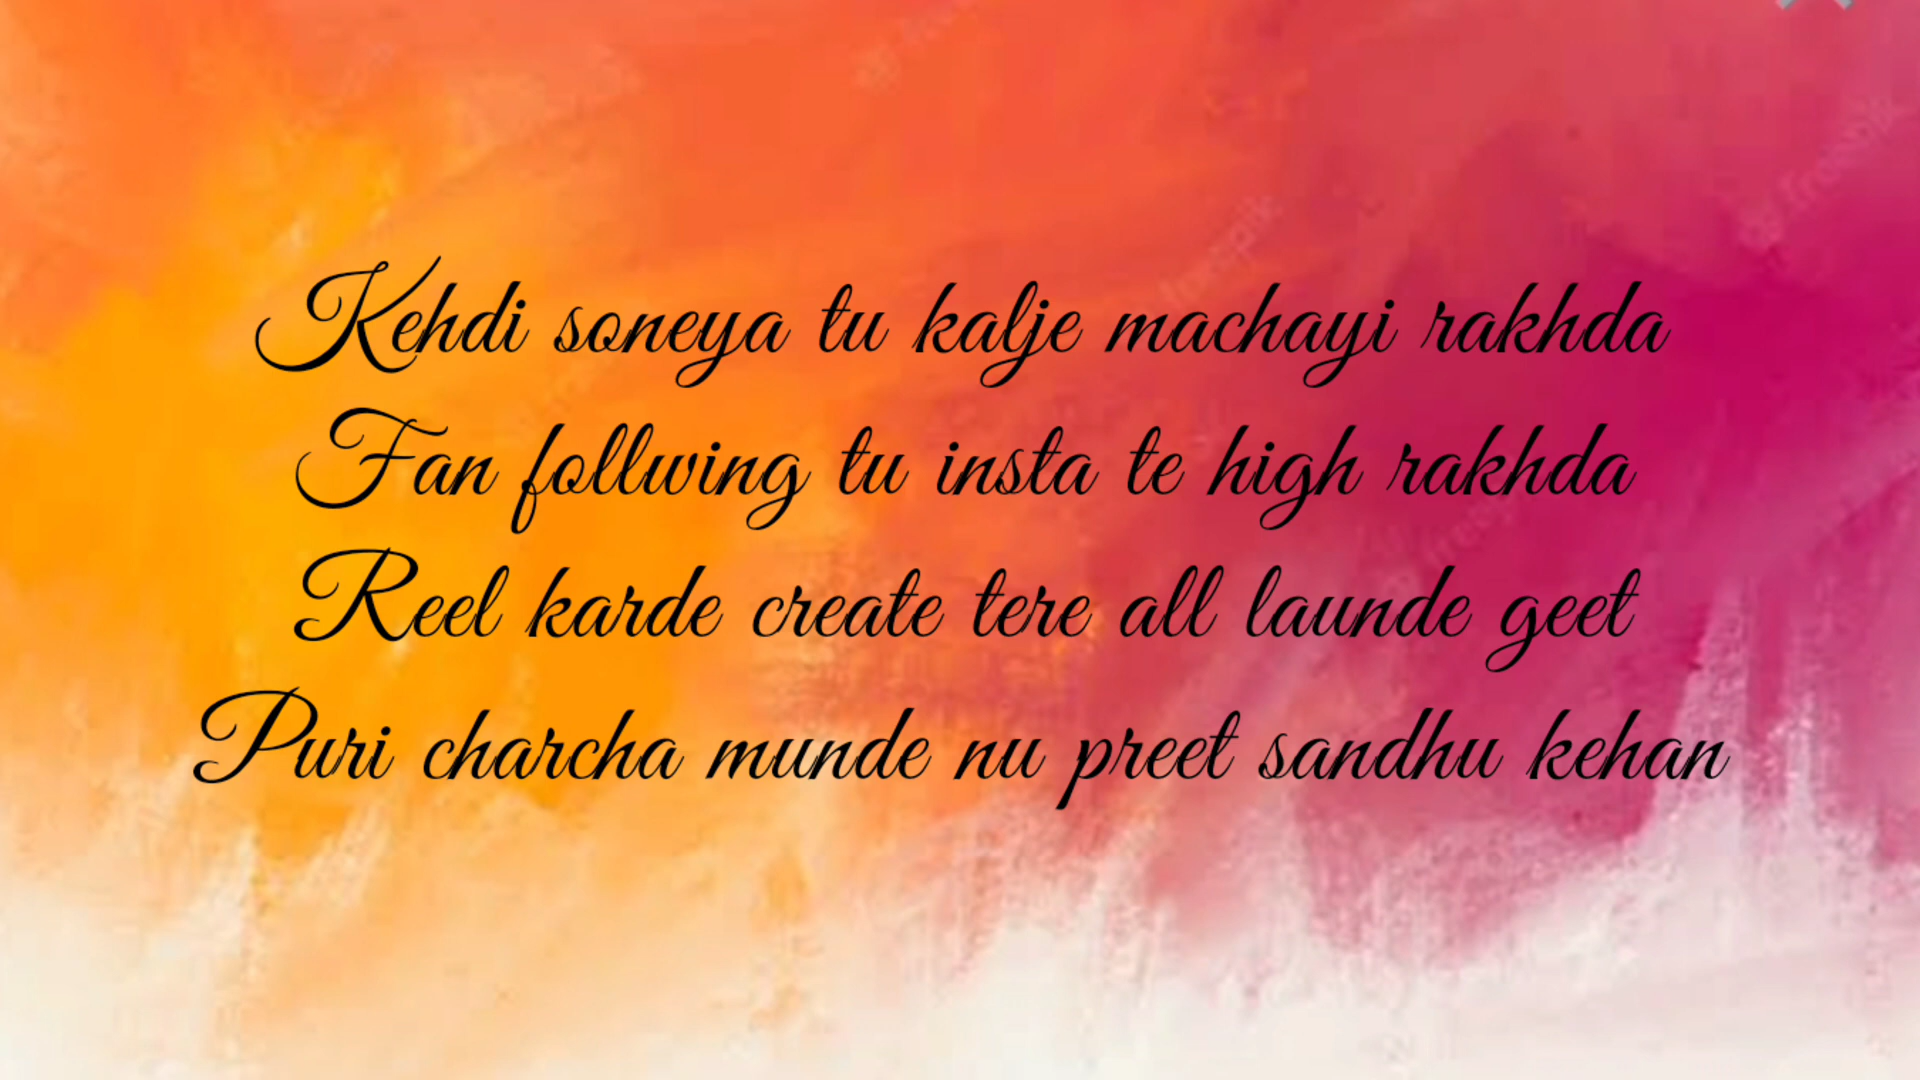 Kehdi soneya tu kalje machayi rakhda
Fan follwing tu insta te high rakhda
Reel karde create tere all launde geet
Puri charcha munde nu preet sandhu kehan